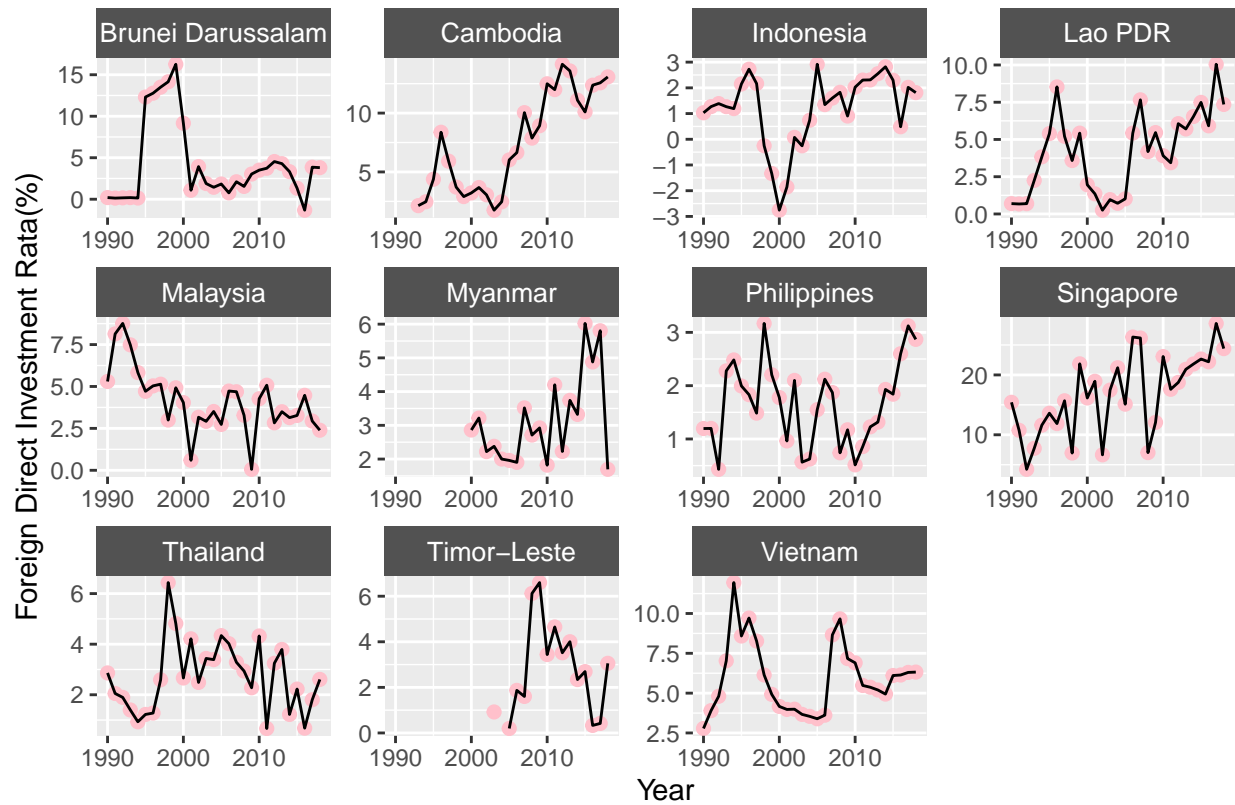 Foreign Direct Investment Rata(%)
Brunei Darussalam
15
10
5
0
1990 2000 2010
Cambodia
10
5
1990 2000 2010
Indonesia
3
2
1
0
−1
−2
−3
1990 2000 2010
Lao PDR
10.0
7.5
5.0
2.5
0.0
1990 2000 2010
Malaysia
7.5
5.0
2.5
0.0
1990 2000 2010
Myanmar
6
5
4
3
2
1990 2000 2010
Philippines
3
2
1
1990 2000 2010
Singapore
20
10
1990 2000 2010
Thailand
6
4
2
1990 2000 2010
Timor−Leste
6
4
2
0
1990 2000 2010
Vietnam
10.0
7.5
5.0
2.5
1990 2000 2010
Year